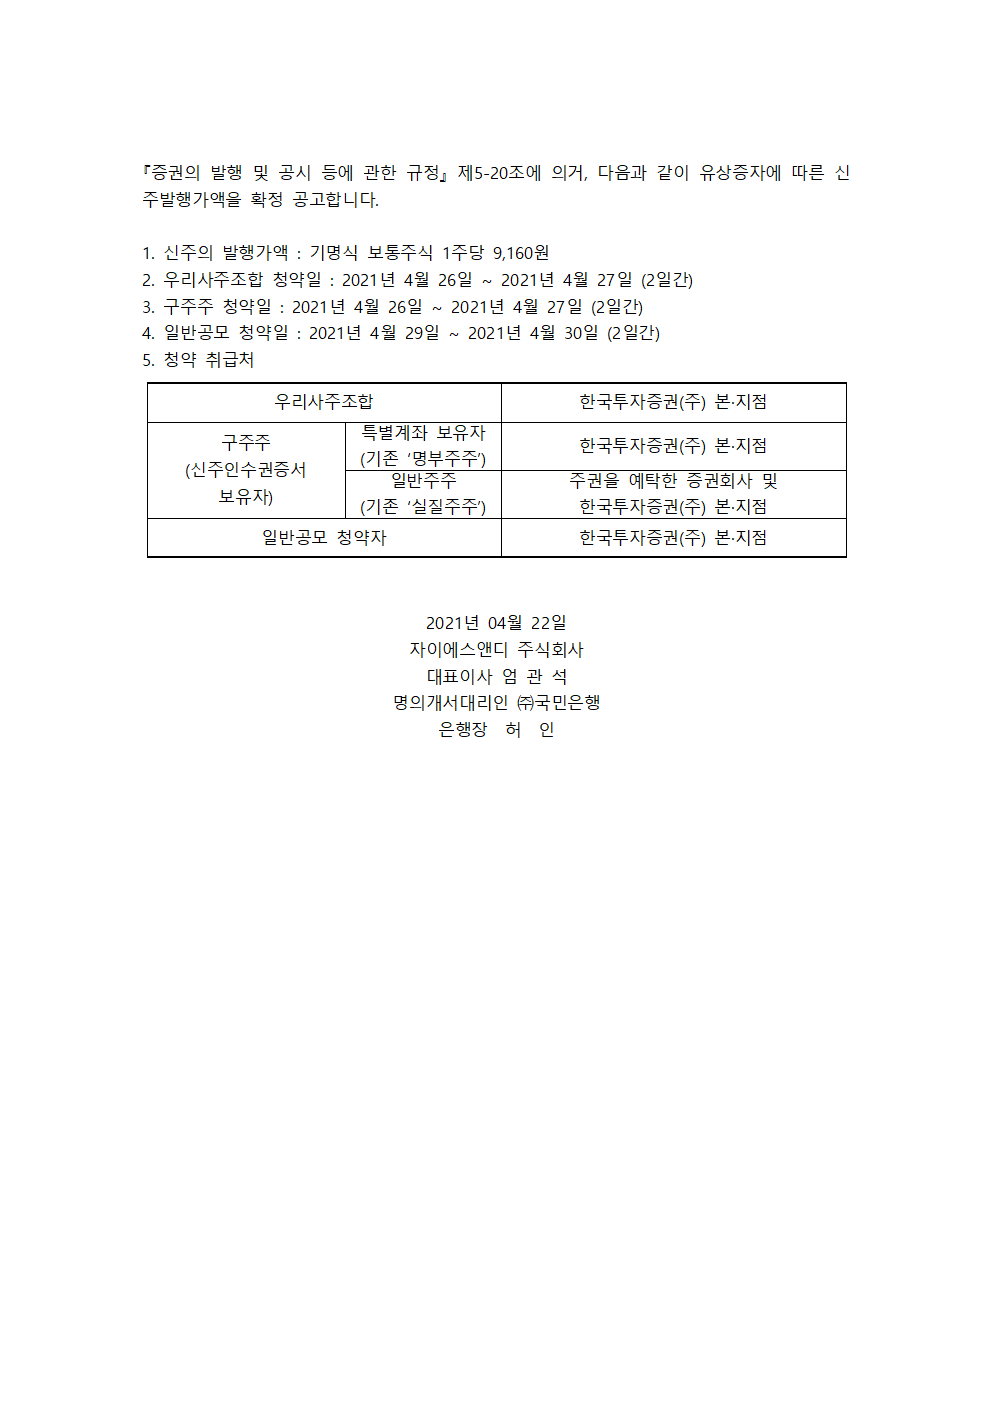 『증권의 발행 및 공시 등에 관한 규정』 제5-20조에 의거, 다음과 같이 유상증자에 따른 신
주발행가액을 확정 공고합니다.
1. 신주의 발행가액 : 기명식 보통주식 1주당 9,160원
2. 우리사주조합 청약일 : 2021년 4월 26일 ~ 2021년 4월 27일 (2일간)
3. 구주주 청약일 : 2021년 4월 26일 ~ 2021년 4월 27일 (2일간)
4. 일반공모 청약일 : 2021년 4월 29일 ~ 2021년 4월 30일 (2일간)
5. 청약 취급처
우리사주조합
한국투자증권(주) 본·지점
구주주
(신주인수권증서
보유자)
특별계좌 보유자
(기존 ‘명부주주’)
한국투자증권(주) 본·지점
일반주주
(기존 ‘실질주주’)
주권을 예탁한 증권회사 및
한국투자증권(주) 본·지점
일반공모 청약자
한국투자증권(주) 본·지점
2021년 04월 22일
자이에스앤디 주식회사
대표이사 엄 관 석
명의개서대리인 ㈜국민은행
은행장 허 인